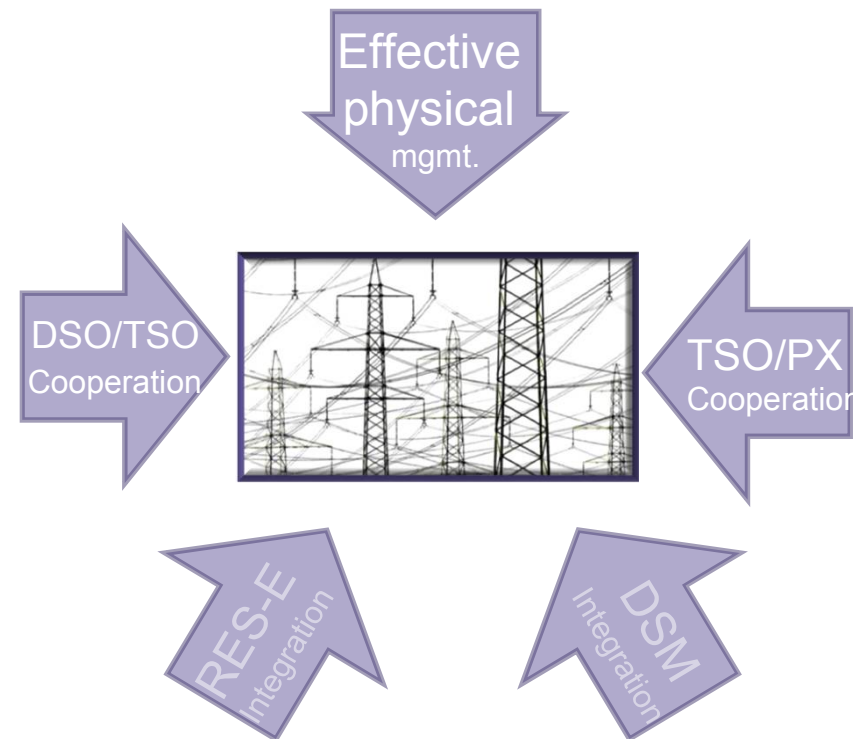 Effective
physical
mgmt.
DSO/TSO
Cooperation
TSO/PX
Cooperation
RES-E
Integration
DSM
Integration